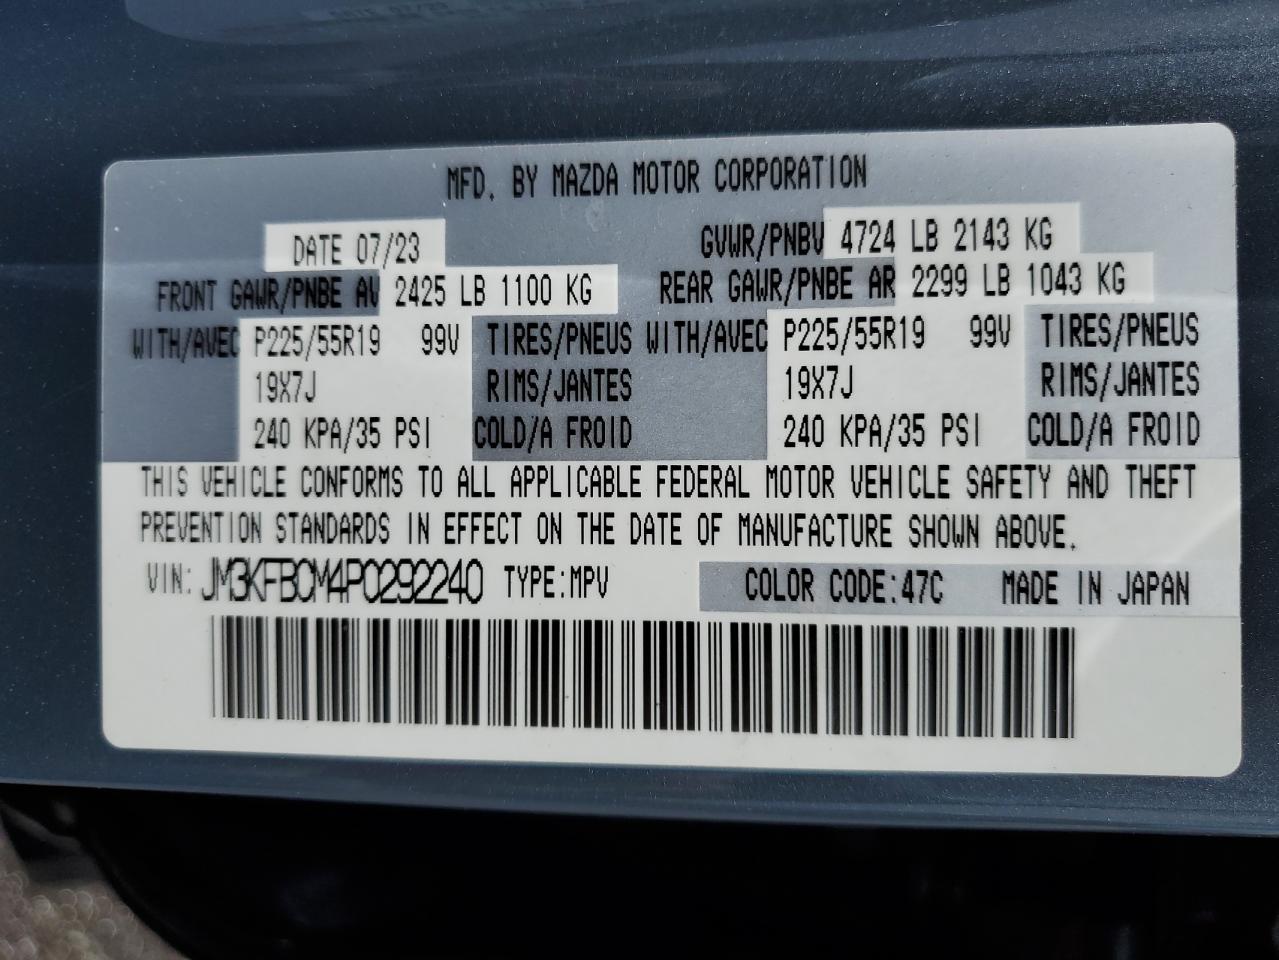 MFD. BY MAZDA MOTOR CORPORATION
DATE 07/23 GVWR/PNBV 4724 LB 2143 KG
FRONT GAWR/PNBE AV 2425 LB 1100 KG REAR GAWR/PNBE AR 2299 LB 1043 KG
WITH/AVEC P225/55R19 99V TIRES/PNEUS WITH/AVEC P225/55R19 99V TIRES/PNEUS
19X7J RIMS/JANTES 19X7J RIMS/JANTES
240 KPA/35 PSI COLD/A FROID 240 KPA/35 PSI COLD/A FROID
THIS VEHICLE CONFORMS TO ALL APPLICABLE FEDERAL MOTOR VEHICLE SAFETY AND THEFT
PREVENTION STANDARDS IN EFFECT ON THE DATE OF MANUFACTURE SHOWN ABOVE.
VIN: JM3KFBCM4P0292240 TYPE:MPV COLOR CODE:47C MADE IN JAPAN